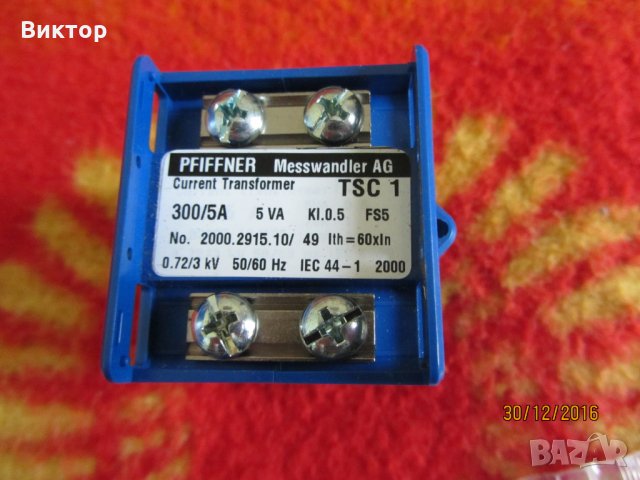 Виктор
PFIFFNER Messwandler AG
Current Transformer TSC 1
300/5A 5 VA Kl.0.5 FS5
No. 2000.2915.10/ 49 Ith=60xIn
0.72/3 kV 50/60 Hz IEC 44-1 2000
30/12/2016
BAZAR